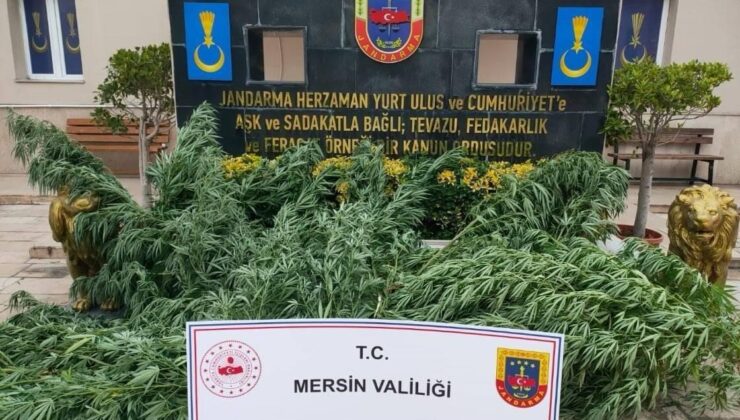 JANDARMA
JANDARMA HERZAMAN YURT ULUS ve CUMHURİYET'e
AŞK ve SADAKATLA BAĞLI; TEVAZU, FEDAKARLIK
ve FERAGAT ÖRNEĞİ BİR KANUN ORDUSUDUR.
T.C.
MERSİN VALİLİĞİ
JANDARMA